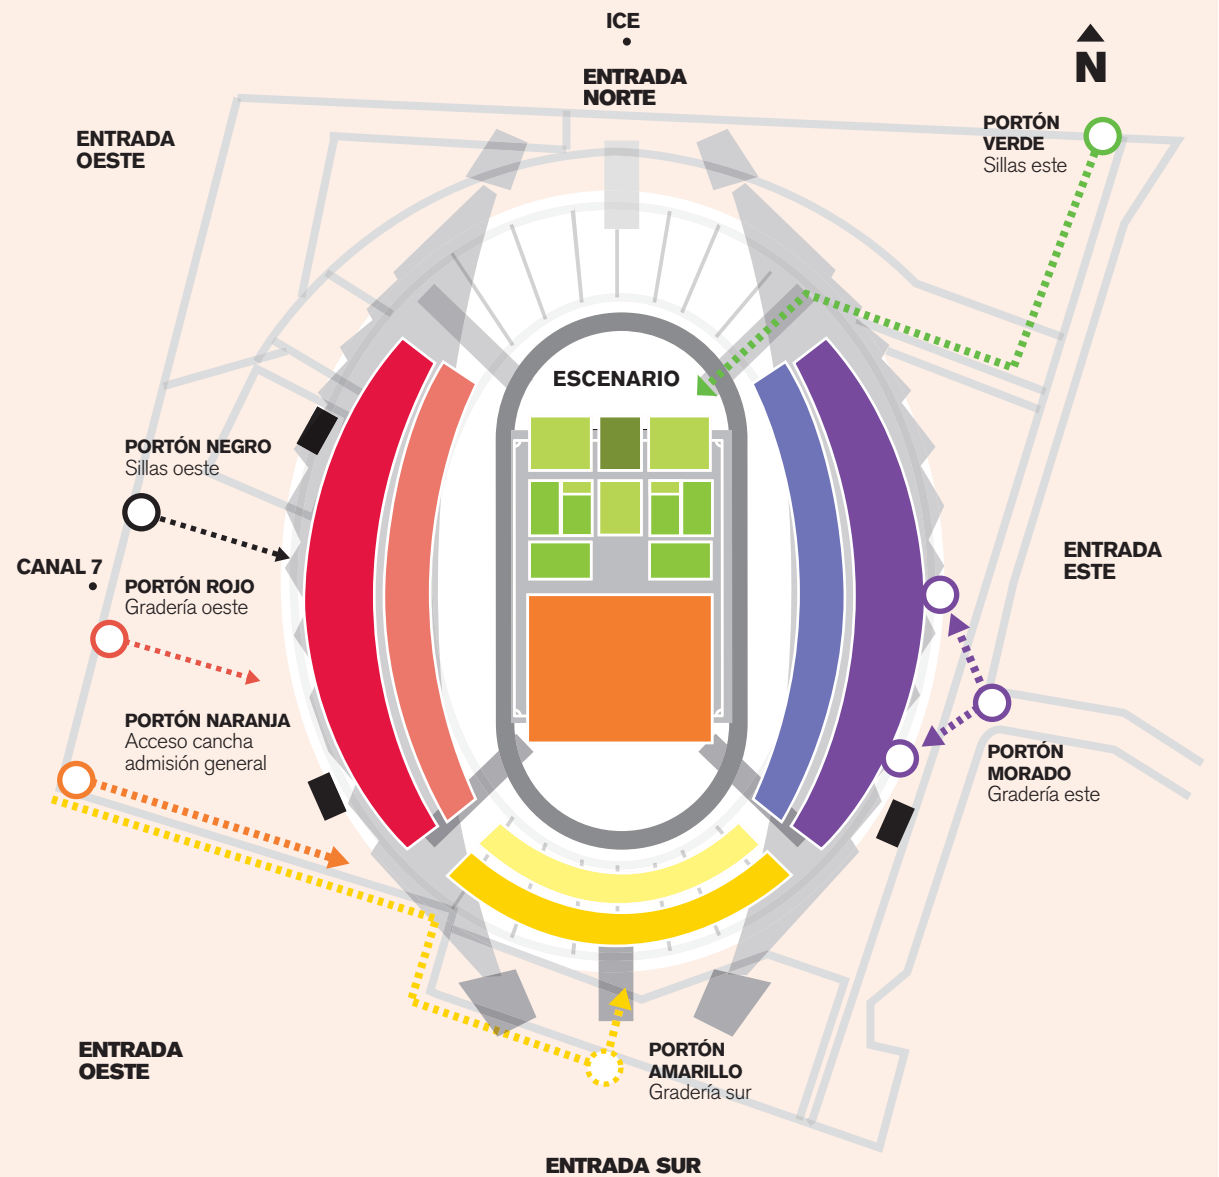 ICE
N
ENTRADA
NORTE
PORTÓN
VERDE
Sillas este
ENTRADA
OESTE
ESCENARIO
PORTÓN NEGRO
Sillas oeste
CANAL 7
PORTÓN ROJO
Gradería oeste
ENTRADA
ESTE
PORTÓN NARANJA
Acceso cancha
admisión general
PORTÓN
MORADO
Gradería este
ENTRADA
OESTE
PORTÓN
AMARILLO
Gradería sur
ENTRADA SUR